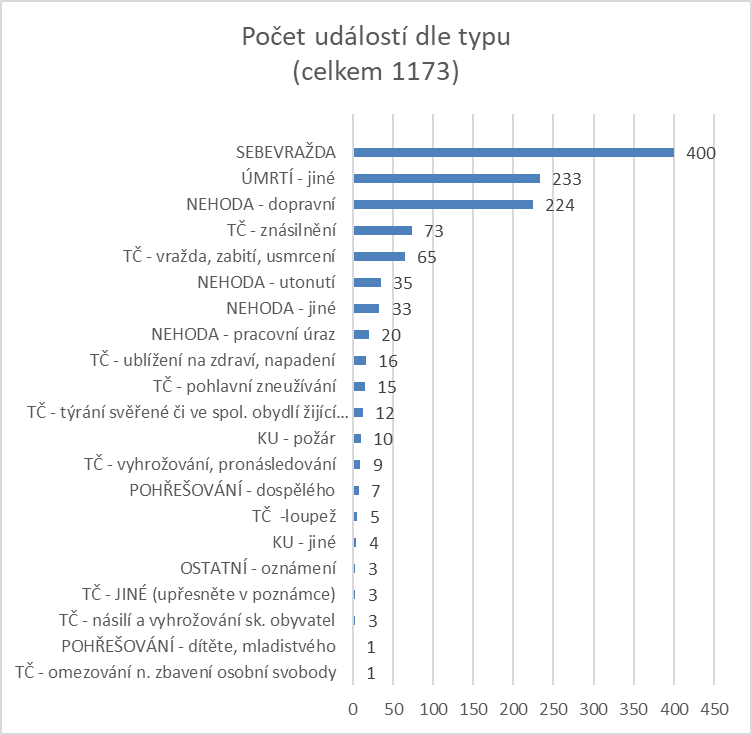 Počet událostí dle typu
(celkem 1173)
SEBEVRAŽDA 400
ÚMRTÍ - jiné 233
NEHODA - dopravní 224
TČ - znásilnění 73
TČ - vražda, zabití, usmrcení 65
NEHODA - utonutí 35
NEHODA - jiné 33
NEHODA - pracovní úraz 20
TČ - ublížení na zdraví, napadení 16
TČ - pohlavní zneužívání 15
TČ - týrání svěřené či ve spol. obydlí žijící… 12
KU - požár 10
TČ - vyhrožování, pronásledování 9
POHŘEŠOVÁNÍ - dospělého 7
TČ  -loupež 5
KU - jiné 4
OSTATNÍ - oznámení 3
TČ - JINÉ (upřesněte v poznámce) 3
TČ - násilí a vyhrožování sk. obyvatel 3
POHŘEŠOVÁNÍ - dítěte, mladistvého 1
TČ - omezování n. zbavení osobní svobody 1
0 50 100 150 200 250 300 350 400 450